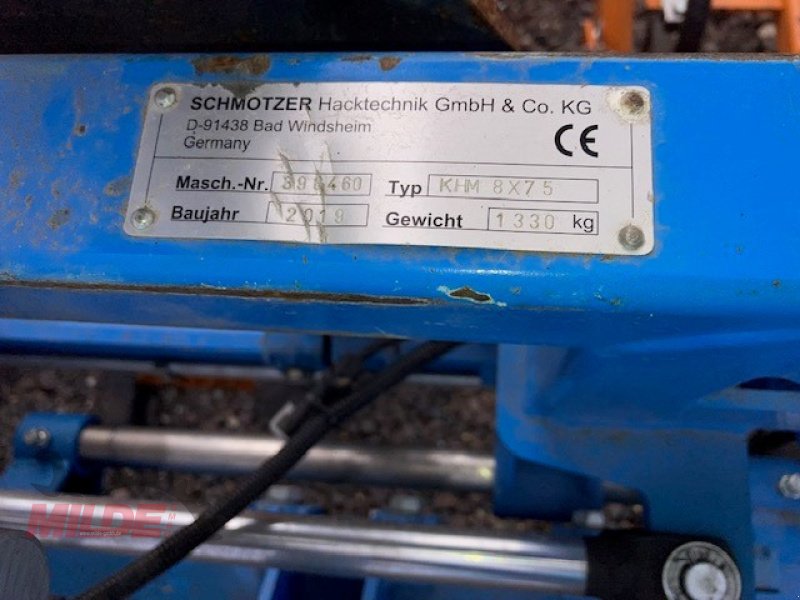 SCHMOTZER Hacktechnik GmbH & Co. KG
D-91438 Bad Windsheim
Germany
CE
Masch.-Nr. Typ KHM 8X75
Baujahr 2019 Gewicht 1330 kg
MILDE